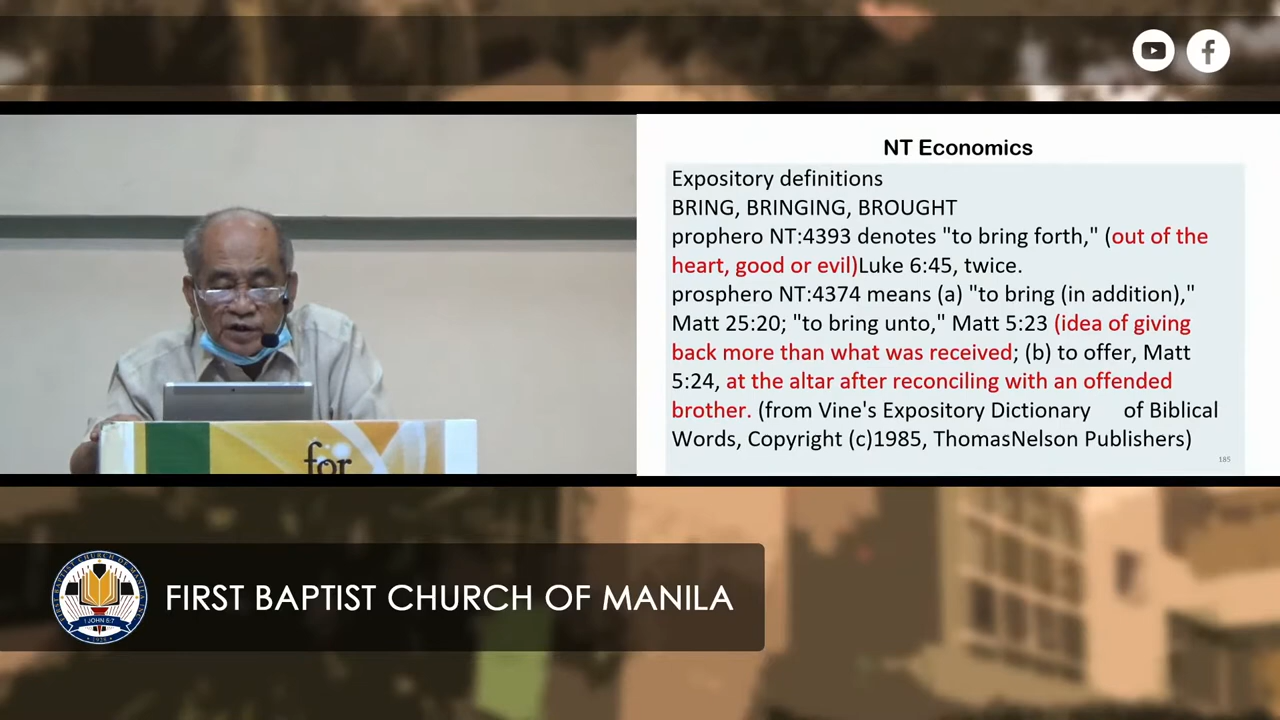 NT Economics
Expository definitions
BRING, BRINGING, BROUGHT
prophero NT:4393 denotes "to bring forth," (out of the
heart, good or evil)Luke 6:45, twice.
prosphero NT:4374 means (a) "to bring (in addition),"
Matt 25:20; "to bring unto," Matt 5:23 (idea of giving
back more than what was received; (b) to offer, Matt
5:24, at the altar after reconciling with an offended
brother. (from Vine's Expository Dictionary of Biblical
Words, Copyright (c)1985, ThomasNelson Publishers)
185
for
FIRST BAPTIST CHURCH OF MANILA
I JOHN 5:7